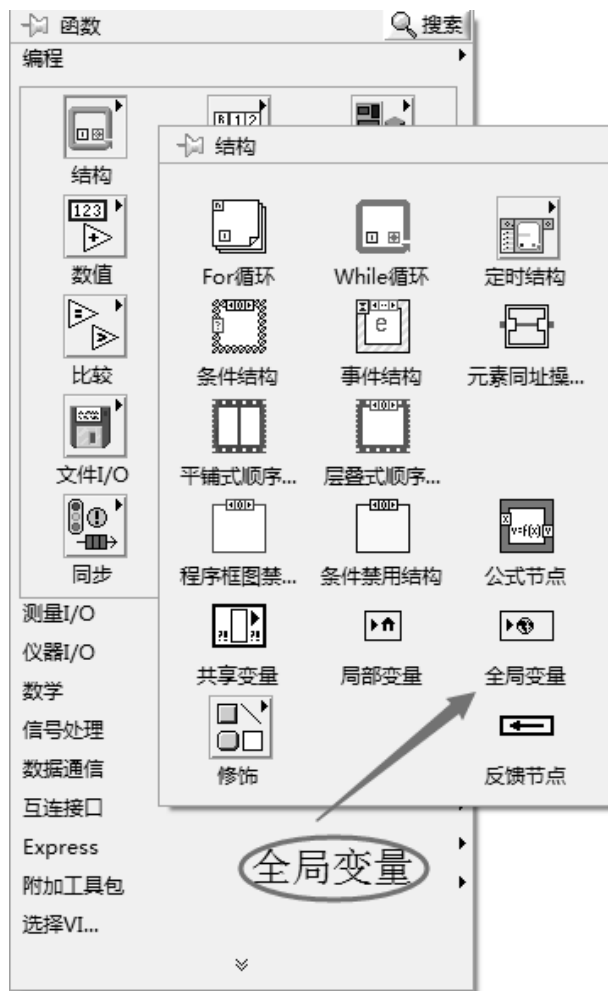 函数 搜索
编程
结构
数值
比较
文件I/O
同步
测量I/O
仪器I/O
数学
信号处理
数据通信
互连接口
Express
附加工具包
选择VI...
结构
For循环 While循环 定时结构
条件结构 事件结构 元素同址操...
平铺式顺序... 层叠式顺序...
程序框图禁... 条件禁用结构 公式节点
共享变量 局部变量 全局变量
修饰 反馈节点
全局变量